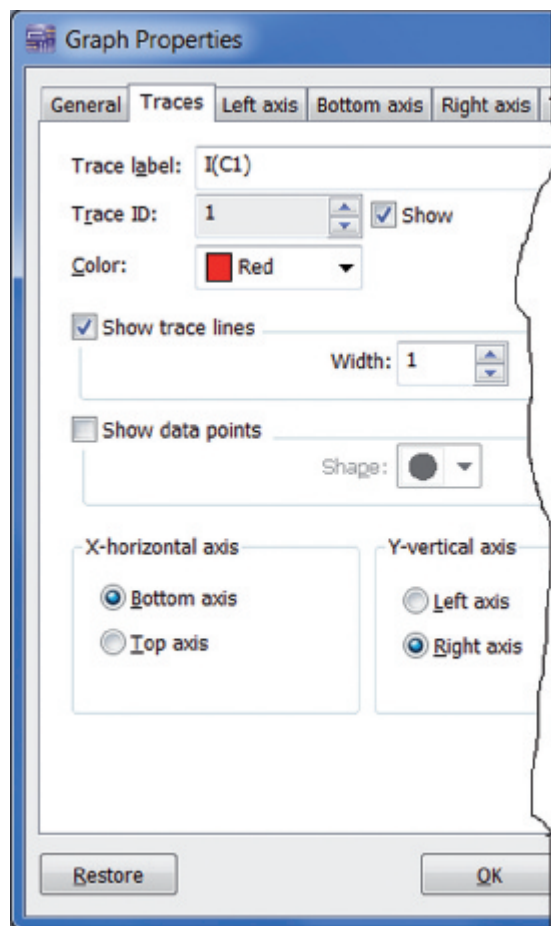 Graph Properties
General Traces Left axis Bottom axis Right axis
Trace label: I(C1)
Trace ID: 1 Show
Color: Red
Show trace lines
Width: 1
Show data points
Shape:
X-horizontal axis Y-vertical axis
Bottom axis Left axis
Top axis Right axis
Restore OK